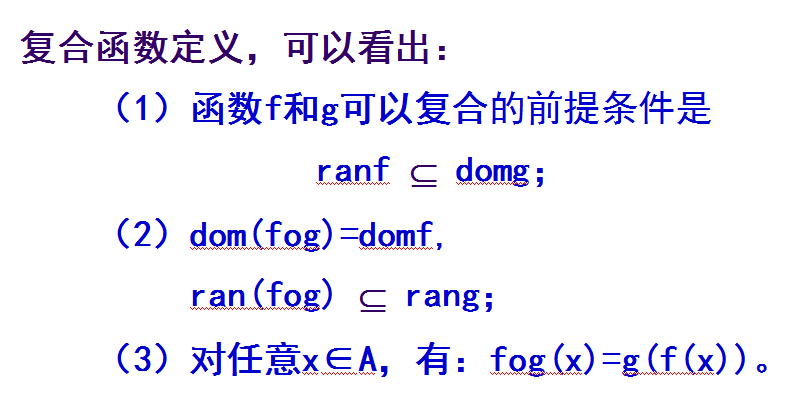 复合函数定义，可以看出：
（1）函数f和g可以复合的前提条件是
ranf ⊆ domg；
（2）dom(fog)=domf,
ran(fog) ⊆ rang；
（3）对任意x∈A，有：fog(x)=g(f(x))。